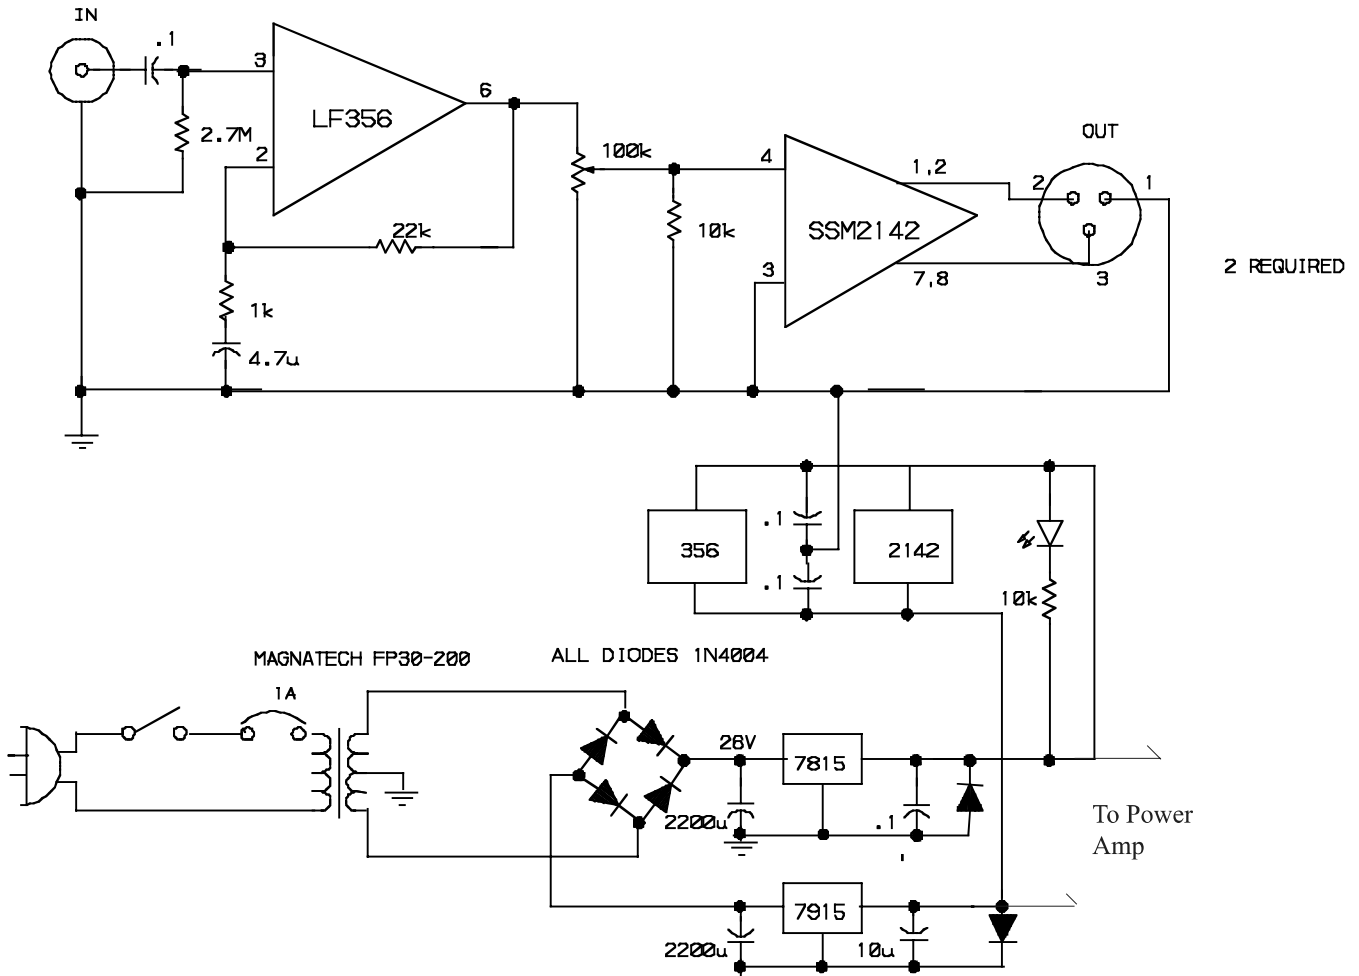 IN
.1
3
6
LF356
2.7M
2
100k
4
1,2
OUT
2
1
22k
10k
SSM2142
3
7,8
3
2 REQUIRED
1k
4.7u
.1
356
2142
.1
10k
MAGNATECH FP30-200
ALL DIODES 1N4004
1A
28V
7815
2200u
.1
To Power
Amp
7915
2200u
10u